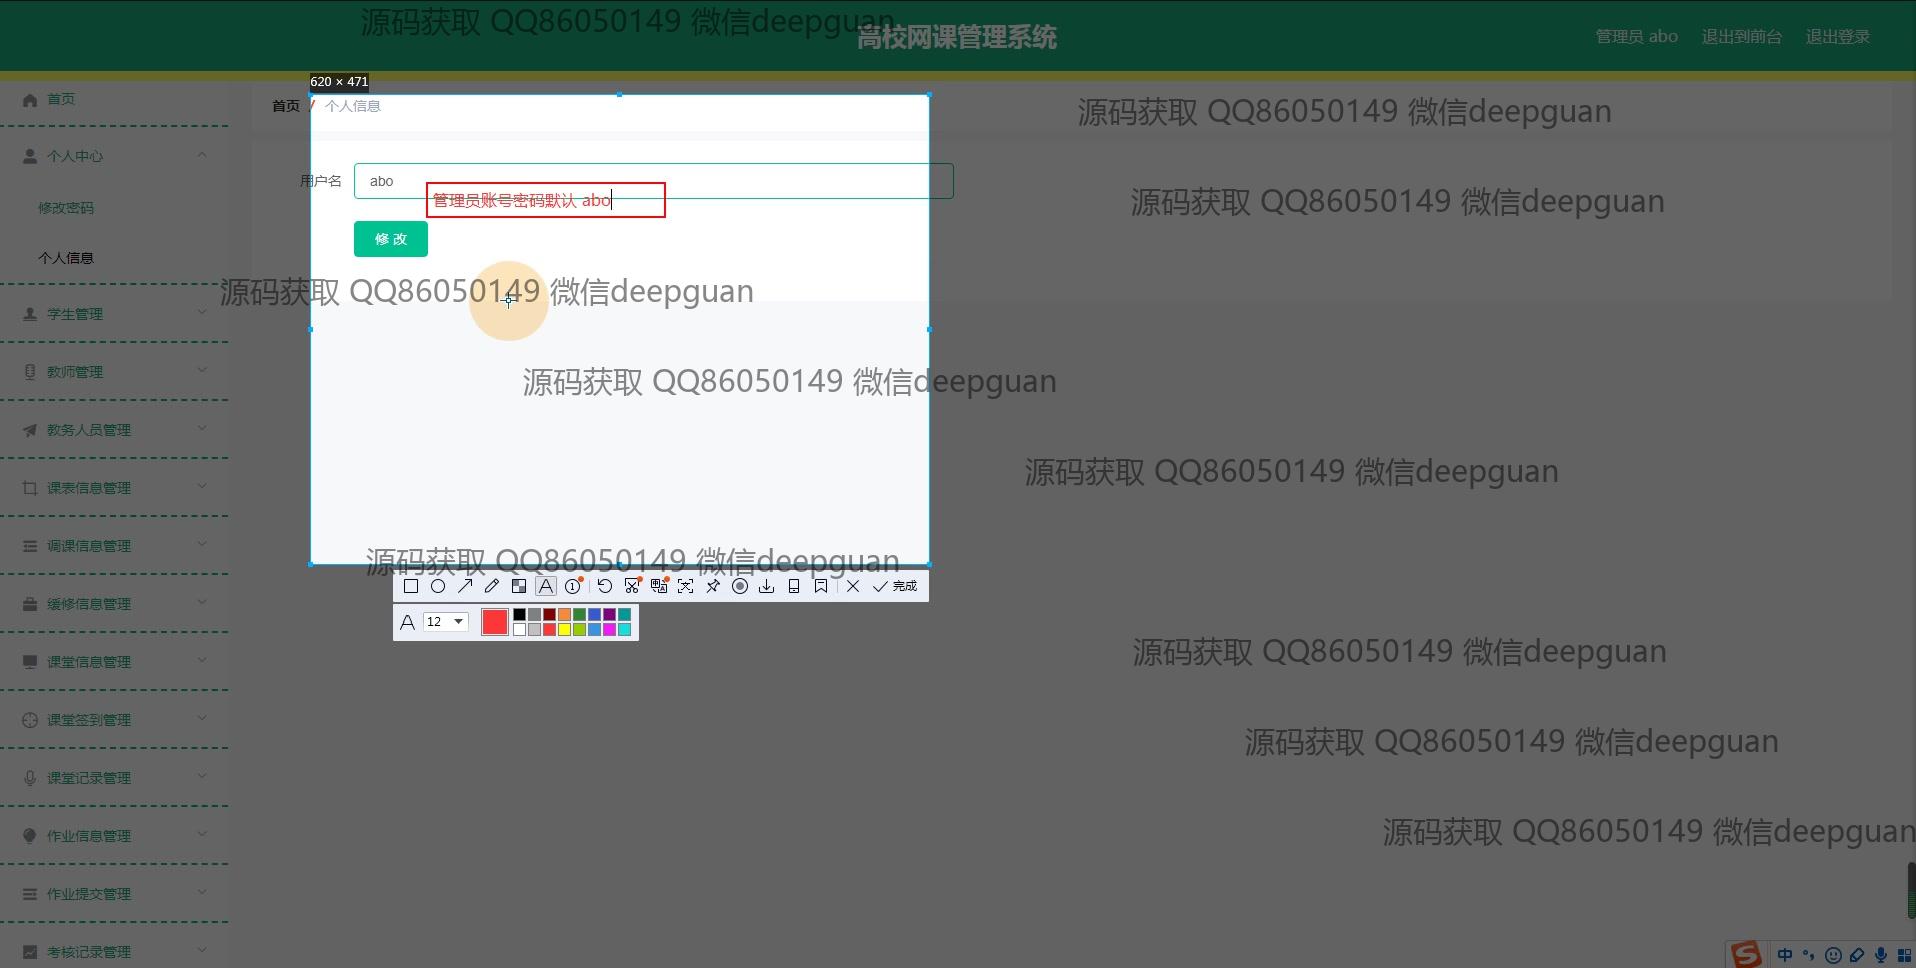 源码获取 QQ86050149 微信deepguan
高校网课管理系统
管理员 abo 退出到前台 退出登录
620 × 471
首页
首页 / 个人信息
源码获取 QQ86050149 微信deepguan
个人中心
用户名 abo
管理员账号密码默认 abo
源码获取 QQ86050149 微信deepguan
修改密码
修 改
个人信息
源码获取 QQ86050149 微信deepguan
学生管理
教师管理
源码获取 QQ86050149 微信deepguan
教务人员管理
源码获取 QQ86050149 微信deepguan
课表信息管理
调课信息管理
源码获取 QQ86050149 微信deepguan
完成
缓修信息管理
A 12
源码获取 QQ86050149 微信deepguan
课堂信息管理
课堂签到管理
源码获取 QQ86050149 微信deepguan
课堂记录管理
作业信息管理
源码获取 QQ86050149 微信deepguan
作业提交管理
考核记录管理
中